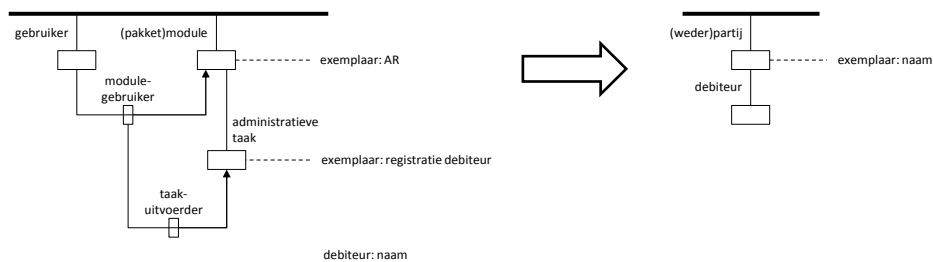 gebruiker
(pakket)module
exemplaar: AR
module-
gebruiker
administratieve
taak
exemplaar: registratie debiteur
taak-
uitvoerder
debiteur: naam
(weder)partij
exemplaar: naam
debiteur